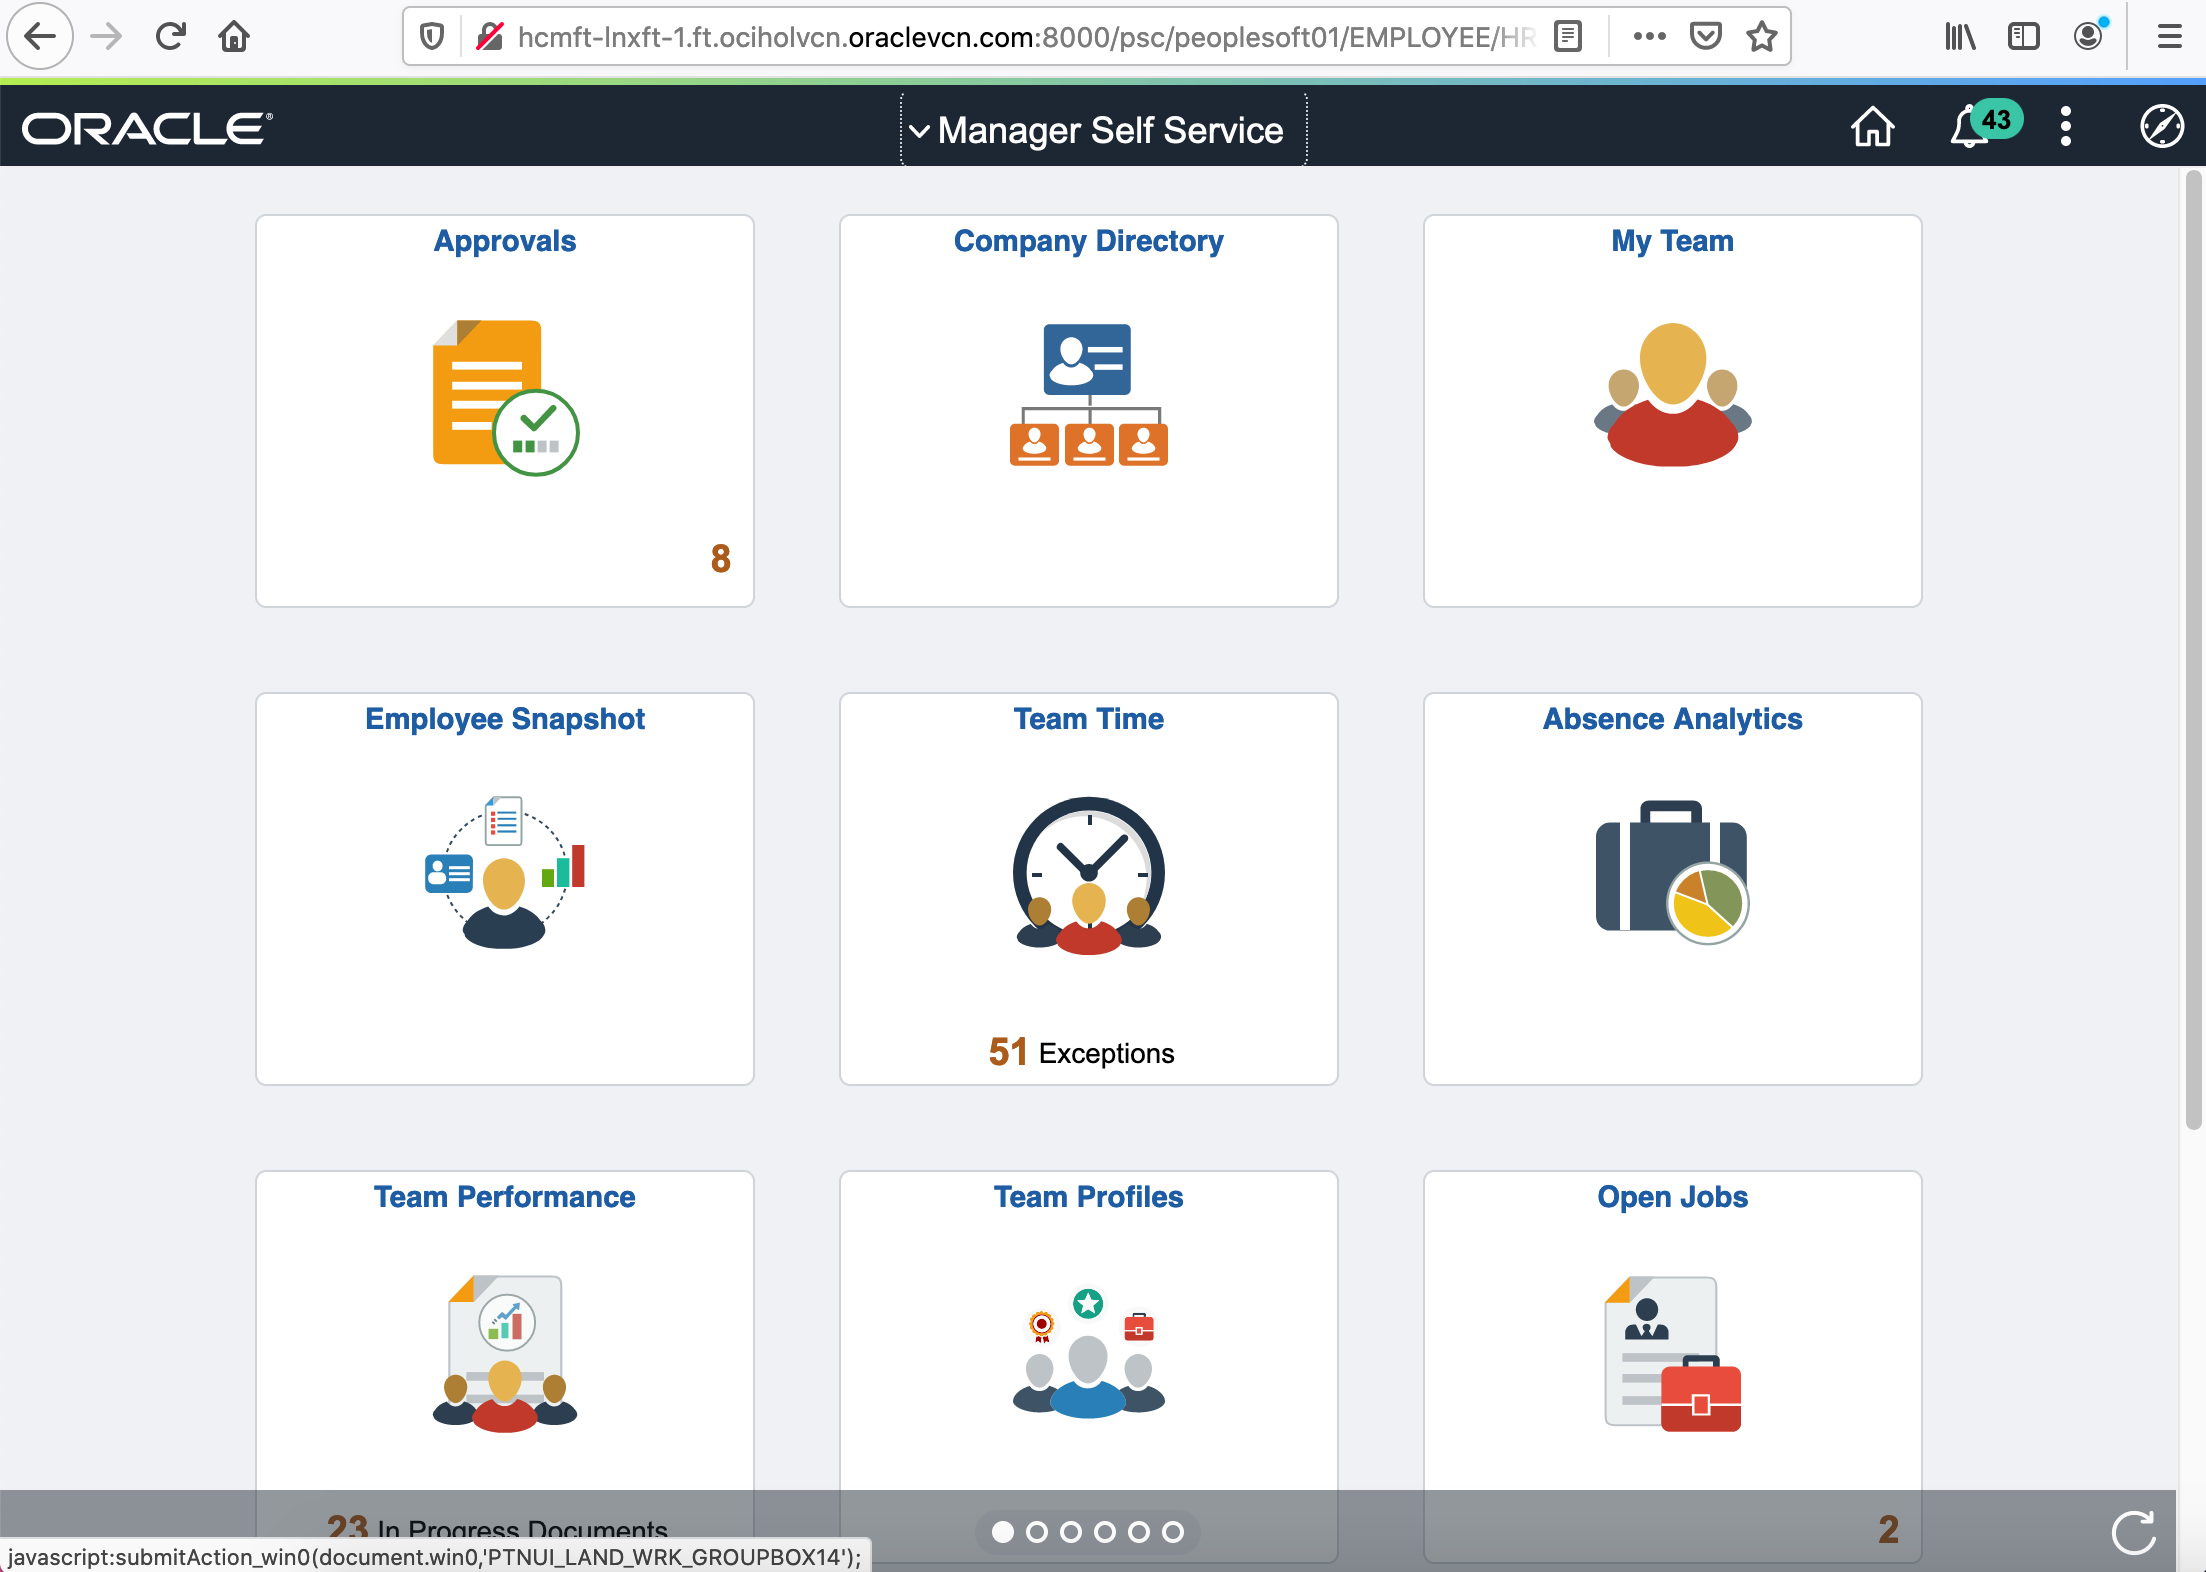 hcmft-lnxft-1.ft.ociholvcn.oraclevcn.com:8000/psc/peoplesoft01/EMPLOYEE/HR
ORACLE®
Manager Self Service
43
Approvals
Company Directory
My Team
8
Employee Snapshot
Team Time
Absence Analytics
51 Exceptions
Team Performance
Team Profiles
Open Jobs
23 In Progress Documents
2
javascript:submitAction_win0(document.win0,'PTNUI_LAND_WRK_GROUPBOX14');